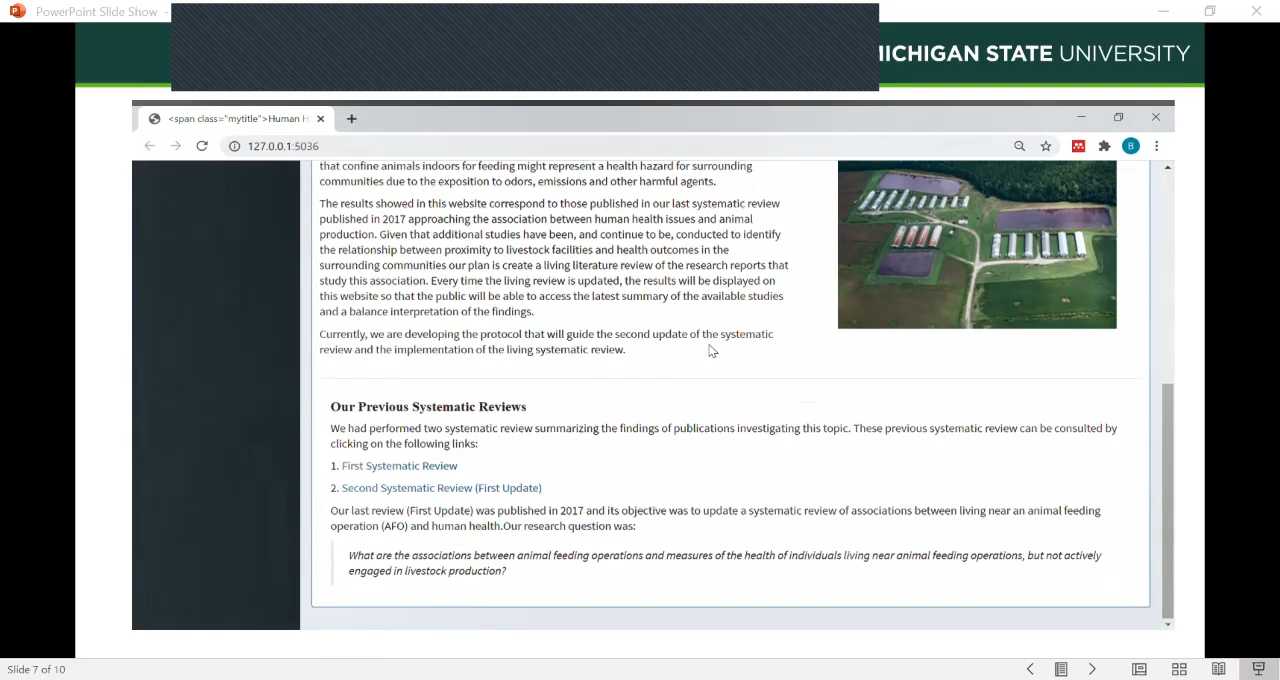 PowerPoint Slide Show -
MICHIGAN STATE UNIVERSITY
<span class="mytitle">Human H
127.0.0.1:5036
B
that confine animals indoors for feeding might represent a health hazard for surrounding
communities due to the exposition to odors, emissions and other harmful agents.
The results showed in this website correspond to those published in our last systematic review
published in 2017 approaching the association between human health issues and animal
production. Given that additional studies have been, and continue to be, conducted to identify
the relationship between proximity to livestock facilities and health outcomes in the
surrounding communities our plan is create a living literature review of the research reports that
study this association. Every time the living review is updated, the results will be displayed on
this website so that the public will be able to access the latest summary of the available studies
and a balance interpretation of the findings.
Currently, we are developing the protocol that will guide the second update of the systematic
review and the implementation of the living systematic review.
Our Previous Systematic Reviews
We had performed two systematic review summarizing the findings of publications investigating this topic. These previous systematic review can be consulted by
clicking on the following links:
1. First Systematic Review
2. Second Systematic Review (First Update)
Our last review (First Update) was published in 2017 and its objective was to update a systematic review of associations between living near an animal feeding
operation (AFO) and human health.Our research question was:
What are the associations between animal feeding operations and measures of the health of individuals living near animal feeding operations, but not actively
engaged in livestock production?
Slide 7 of 10